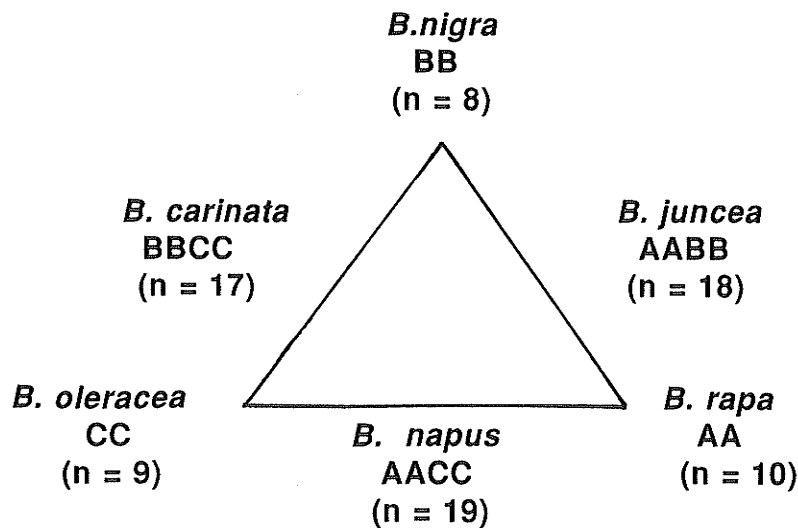 B.nigra
BB
(n = 8)
B. carinata
BBCC
(n = 17)
B. juncea
AABB
(n = 18)
B. oleracea
CC
(n = 9)
B. napus
AACC
(n = 19)
B. rapa
AA
(n = 10)